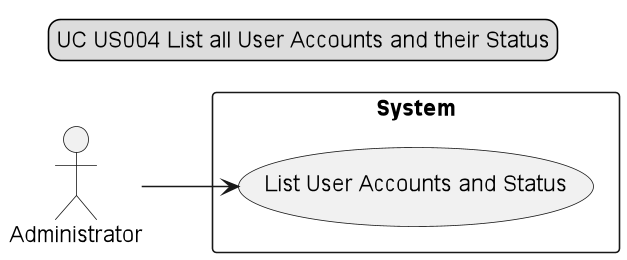 UC US004 List all User Accounts and their Status
System
List User Accounts and Status
Administrator